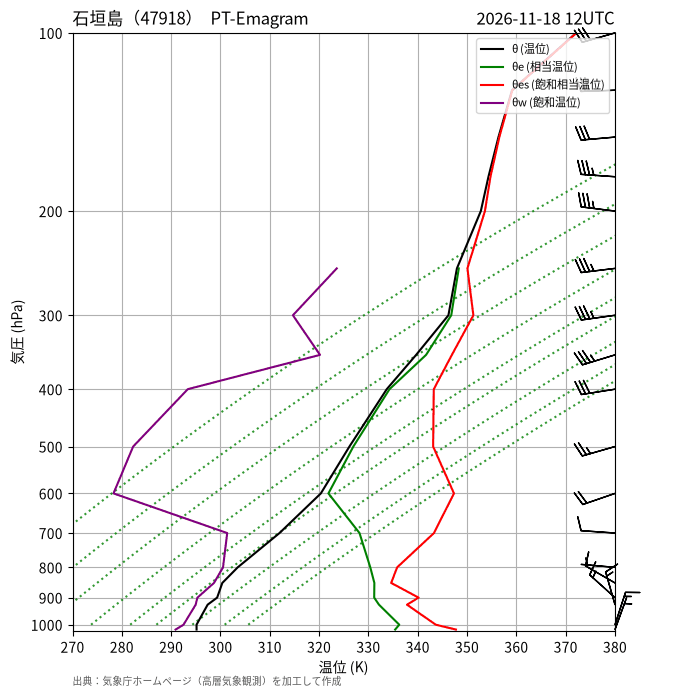 石垣島（47918） PT-Emagram
2026-11-18 12UTC
θ (温位)
θe (相当温位)
θes (飽和相当温位)
θw (飽和温位)
100
200
300
400
500
600
700
800
900
1000
気圧 (hPa)
270 280 290 300 310 320 330 340 350 360 370 380
温位 (K)
出典：気象庁ホームページ（高層気象観測）を加工して作成